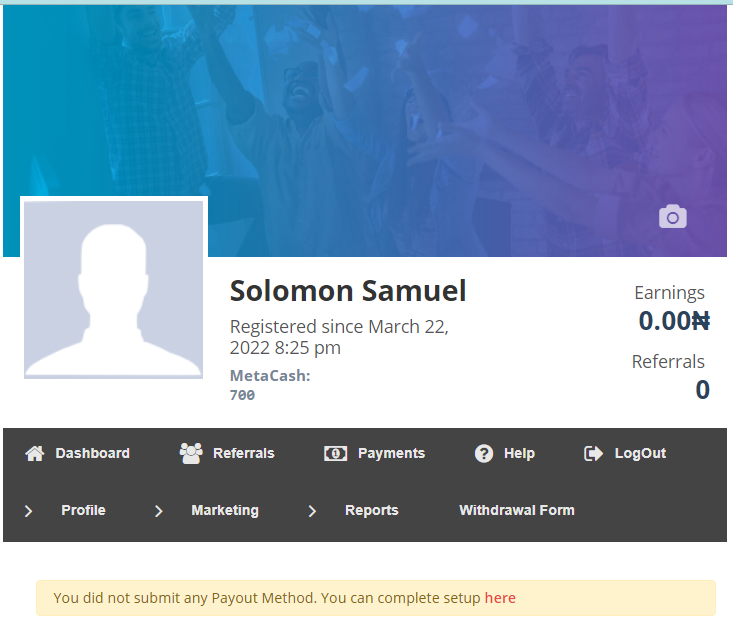 Solomon Samuel
Registered since March 22,
2022 8:25 pm
MetaCash:
700
Earnings
0.00₦
Referrals
0
Dashboard
Referrals
Payments
Help
LogOut
Profile
Marketing
Reports
Withdrawal Form
You did not submit any Payout Method. You can complete setup here